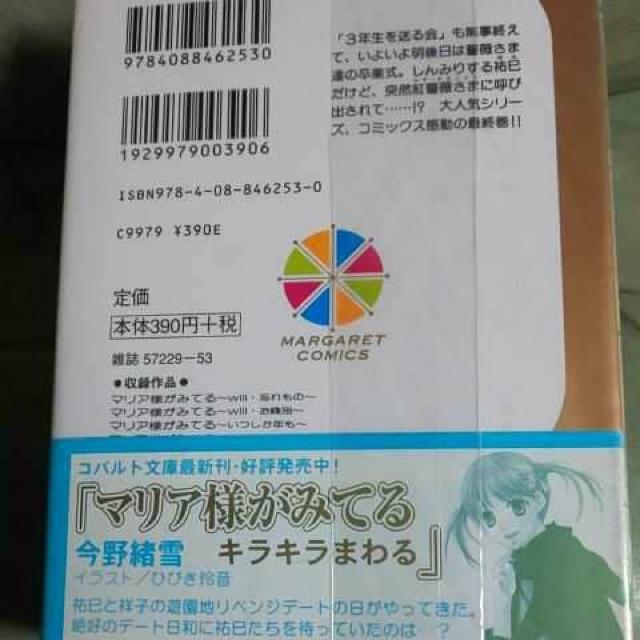 9784088462530
1929979003906
ISBN978-4-08-846253-0
C9979 ¥390E
定価
本体390円+税
雑誌 57229-53
●収録作品●
マリア様がみてる〜will・忘れもの〜
マリア様がみてる〜will・
マリア様がみてる〜いつしか年も〜
「3年生を送る会」も無事終え
て、いよいよ明後日は薔薇さま
達の卒業式。しんみりする祐巳
だけど、突然紅薔薇さまに呼び
出されて……!? 大人気シリー
ズ、コミックス感動の最終巻!!
MARGARET
COMICS
コバルト文庫最新刊・好評発売中!
『マリア様がみてる
キラキラまわる』
今野緒雪
イラスト/ひびき玲音
祐巳と祥子の遊園地リベンジデートの日がやってきた。
絶好のデート日和に祐巳たちを待っていたのは…?